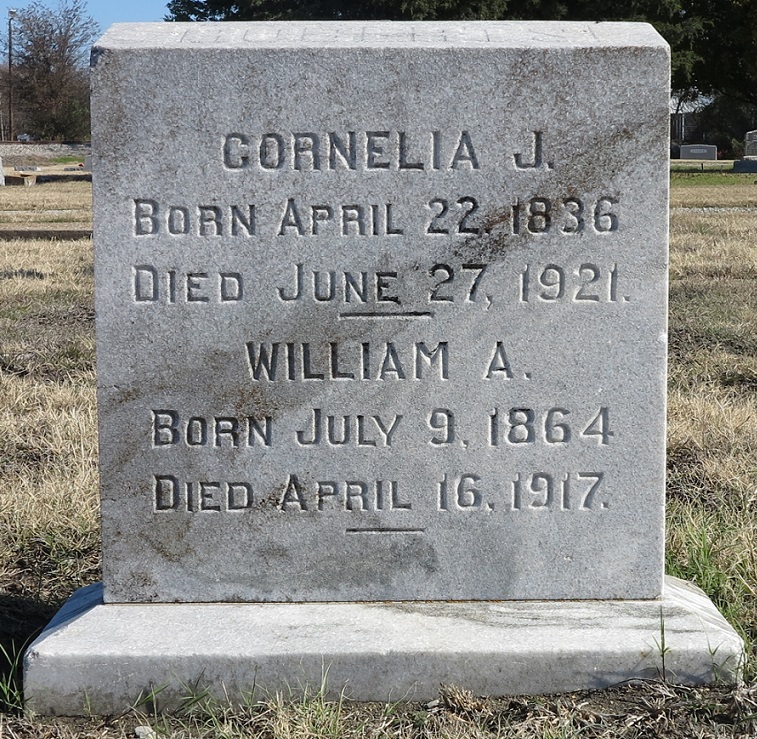 CORNELIA J.
BORN APRIL 22, 1836
DIED JUNE 27, 1921.
WILLIAM A.
BORN JULY 9, 1864
DIED APRIL 16, 1917.